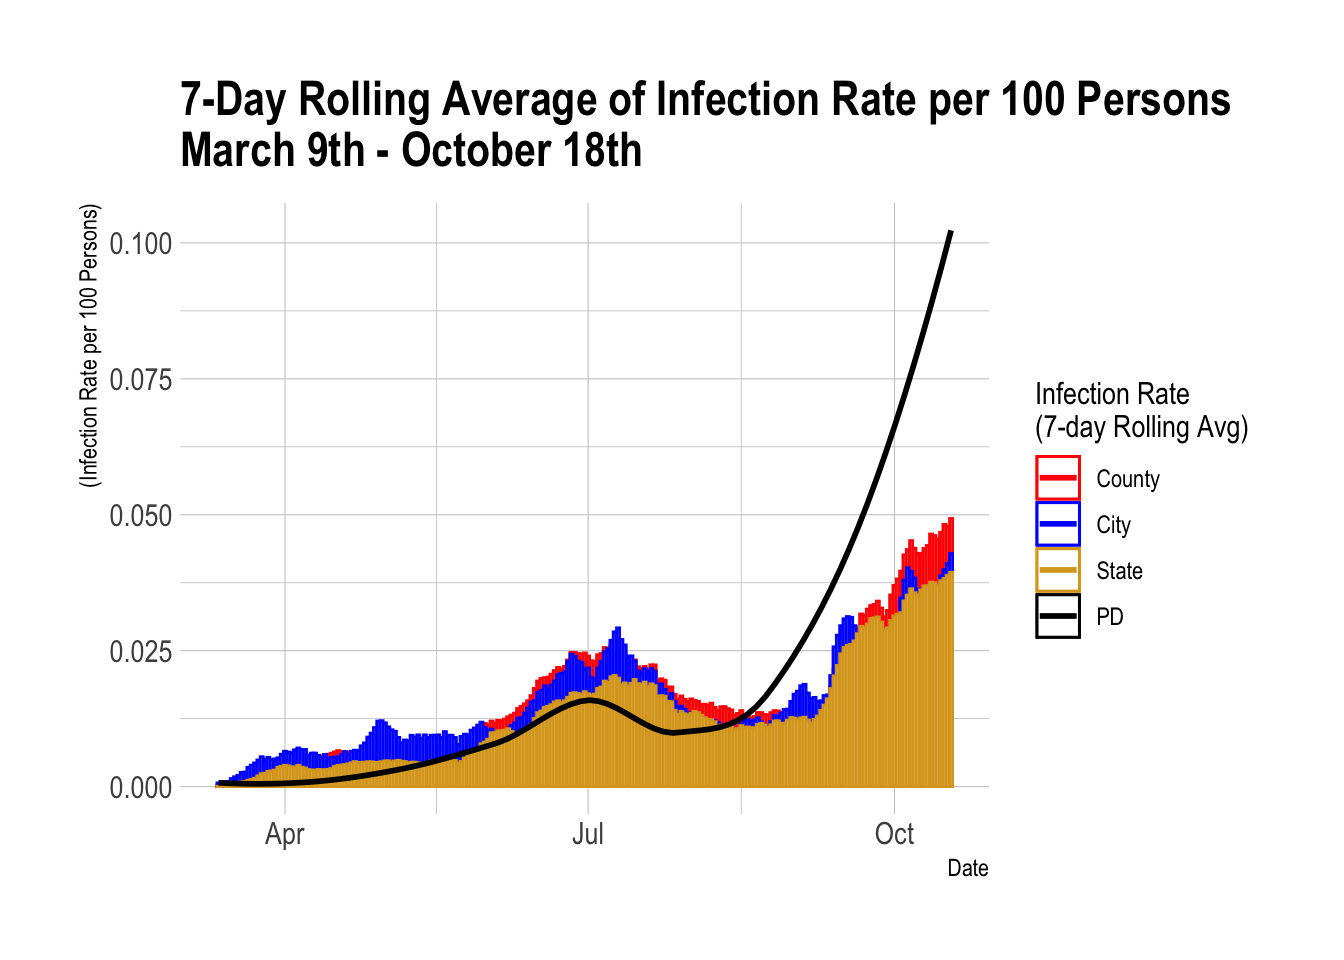 7-Day Rolling Average of Infection Rate per 100 Persons
March 9th - October 18th
(Infection Rate per 100 Persons)
0.100
0.075
0.050
0.025
0.000
Apr
Jul
Oct
Date
Infection Rate
(7-day Rolling Avg)
County
City
State
PD